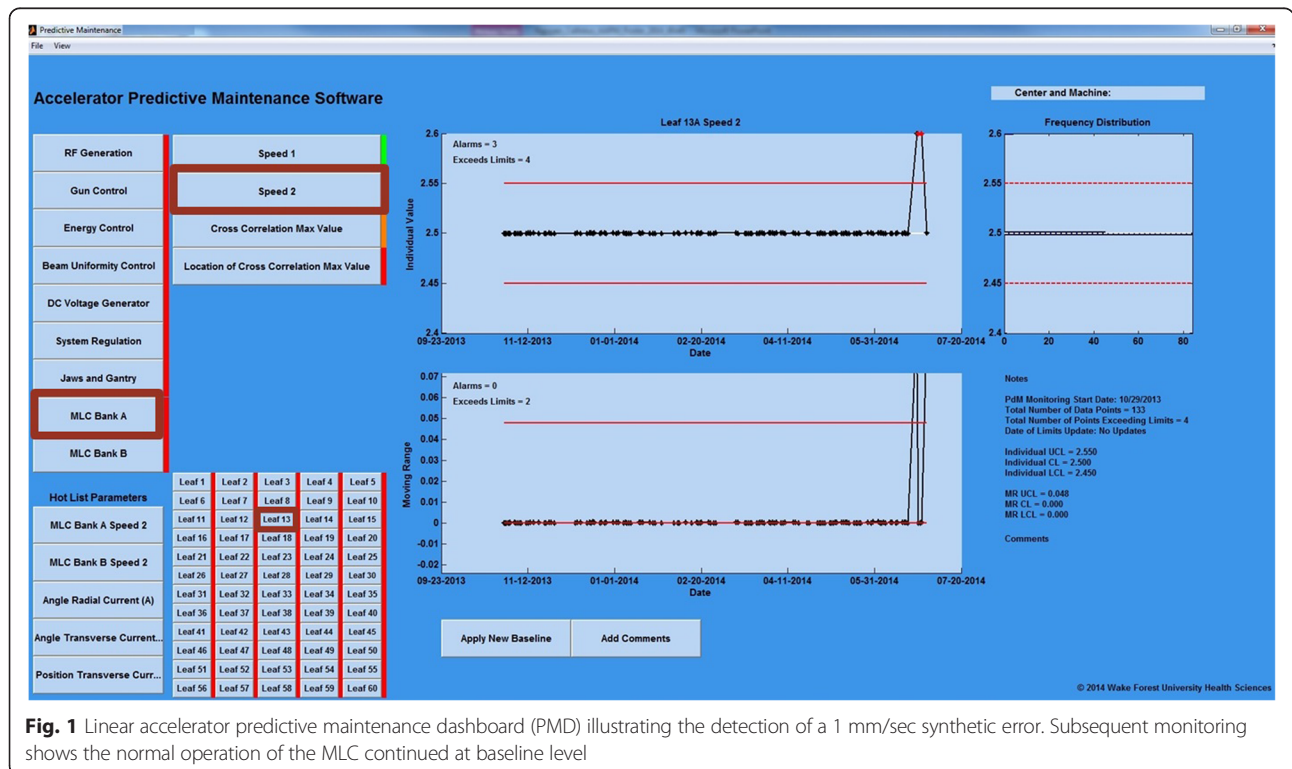 Predictive Maintenance
File View
Accelerator Predictive Maintenance Software
Center and Machine:
RF Generation
Gun Control
Energy Control
Beam Uniformity Control
DC Voltage Generator
System Regulation
Jaws and Gantry
MLC Bank A
MLC Bank B
Speed 1
Speed 2
Cross Correlation Max Value
Location of Cross Correlation Max Value
Hot List Parameters
MLC Bank A Speed 2
MLC Bank B Speed 2
Angle Radial Current (A)
Angle Transverse Current...
Position Transverse Curr...
Leaf 1 Leaf 2 Leaf 3 Leaf 4 Leaf 5
Leaf 6 Leaf 7 Leaf 8 Leaf 9 Leaf 10
Leaf 11 Leaf 12 Leaf 13 Leaf 14 Leaf 15
Leaf 16 Leaf 17 Leaf 18 Leaf 19 Leaf 20
Leaf 21 Leaf 22 Leaf 23 Leaf 24 Leaf 25
Leaf 26 Leaf 27 Leaf 28 Leaf 29 Leaf 30
Leaf 31 Leaf 32 Leaf 33 Leaf 34 Leaf 35
Leaf 36 Leaf 37 Leaf 38 Leaf 39 Leaf 40
Leaf 41 Leaf 42 Leaf 43 Leaf 44 Leaf 45
Leaf 46 Leaf 47 Leaf 48 Leaf 49 Leaf 50
Leaf 51 Leaf 52 Leaf 53 Leaf 54 Leaf 55
Leaf 56 Leaf 57 Leaf 58 Leaf 59 Leaf 60
Leaf 13A Speed 2
Alarms = 3
Exceeds Limits = 4
Individual Value
2.6
2.55
2.5
2.45
2.4
09-23-2013 11-12-2013 01-01-2014 02-20-2014 04-11-2014 05-31-2014 07-20-2014
Date
Alarms = 0
Exceeds Limits = 2
Moving Range
0.07
0.06
0.05
0.04
0.03
0.02
0.01
0
-0.01
-0.02
09-23-2013 11-12-2013 01-01-2014 02-20-2014 04-11-2014 05-31-2014 07-20-2014
Date
Apply New Baseline Add Comments
Frequency Distribution
2.6
2.55
2.5
2.45
2.4
0 20 40 60 80
Notes
PdM Monitoring Start Date: 10/29/2013
Total Number of Data Points = 133
Total Number of Points Exceeding Limits = 4
Date of Limits Update: No Updates
Individual UCL = 2.550
Individual CL = 2.500
Individual LCL = 2.450
MR UCL = 0.048
MR CL = 0.000
MR LCL = 0.000
Comments
© 2014 Wake Forest University Health Sciences
Fig. 1 Linear accelerator predictive maintenance dashboard (PMD) illustrating the detection of a 1 mm/sec synthetic error. Subsequent monitoring
shows the normal operation of the MLC continued at baseline level